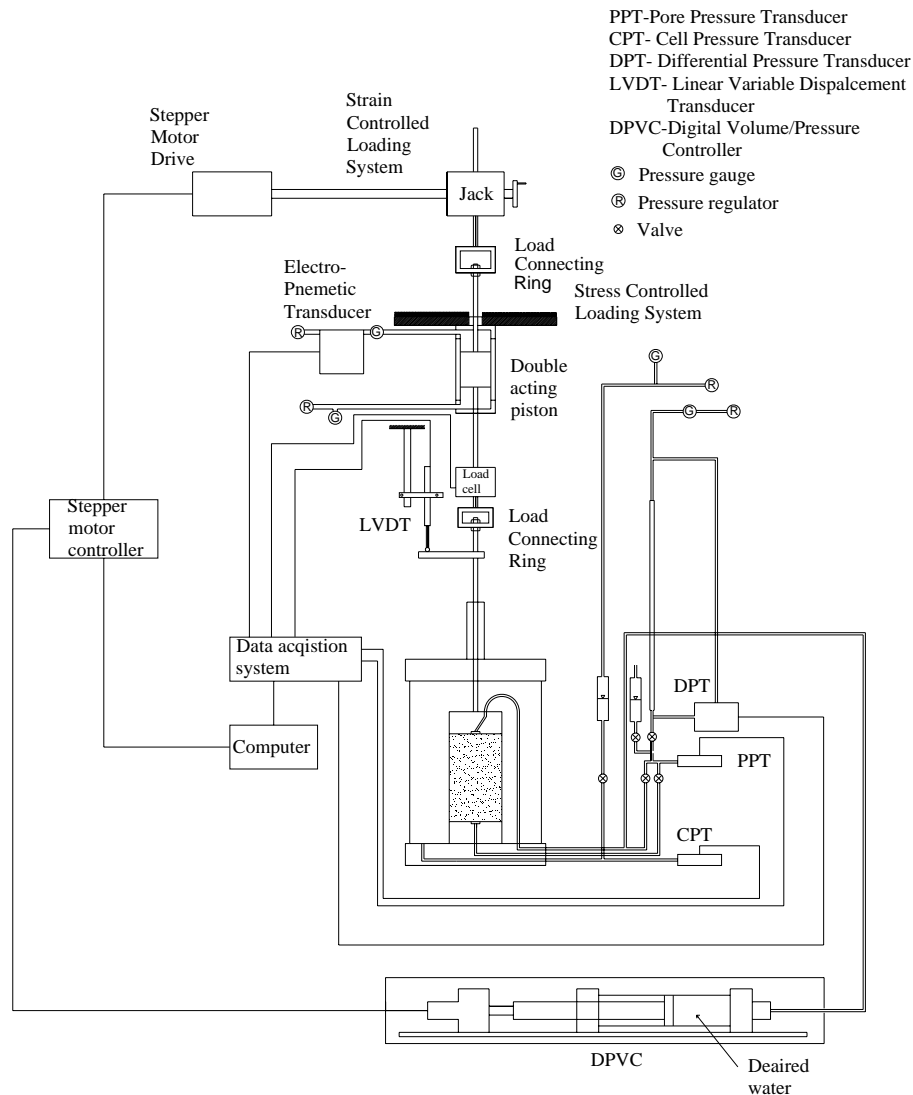 PPT-Pore Pressure Transducer
CPT- Cell Pressure Transducer
DPT- Differential Pressure Transducer
LVDT- Linear Variable Dispalcement
Transducer
DPVC-Digital Volume/Pressure
Controller
G Pressure gauge
R Pressure regulator
Valve
Stepper
Motor
Drive
Strain
Controlled
Loading
System
Jack
Load
Connecting
Ring
Electro-
Pnemetic
Transducer
Stress Controlled
Loading System
R
G
G
R
Double
acting
piston
R
G
G
R
Load
cell
LVDT
Load
Connecting
Ring
Stepper
motor
controller
Data acqistion
system
DPT
Computer
PPT
CPT
DPVC
Deaired
water